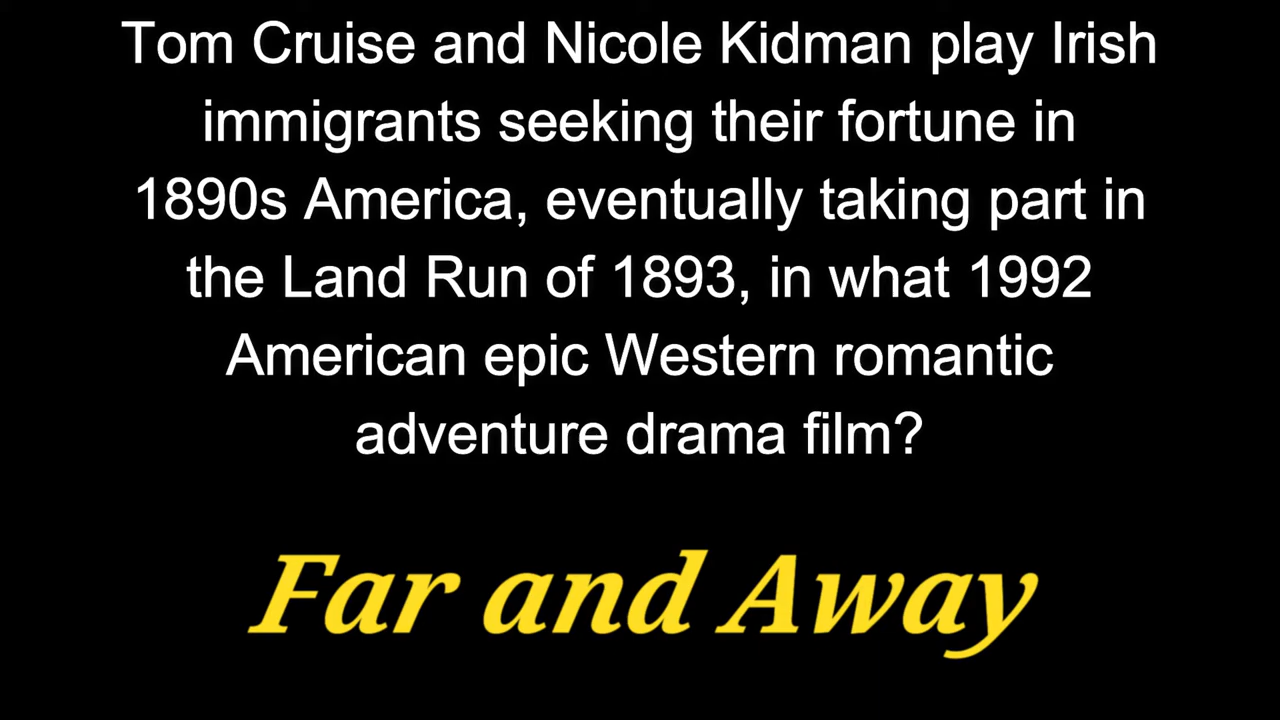 Tom Cruise and Nicole Kidman play Irish
immigrants seeking their fortune in
1890s America, eventually taking part in
the Land Run of 1893, in what 1992
American epic Western romantic
adventure drama film?
Far and Away